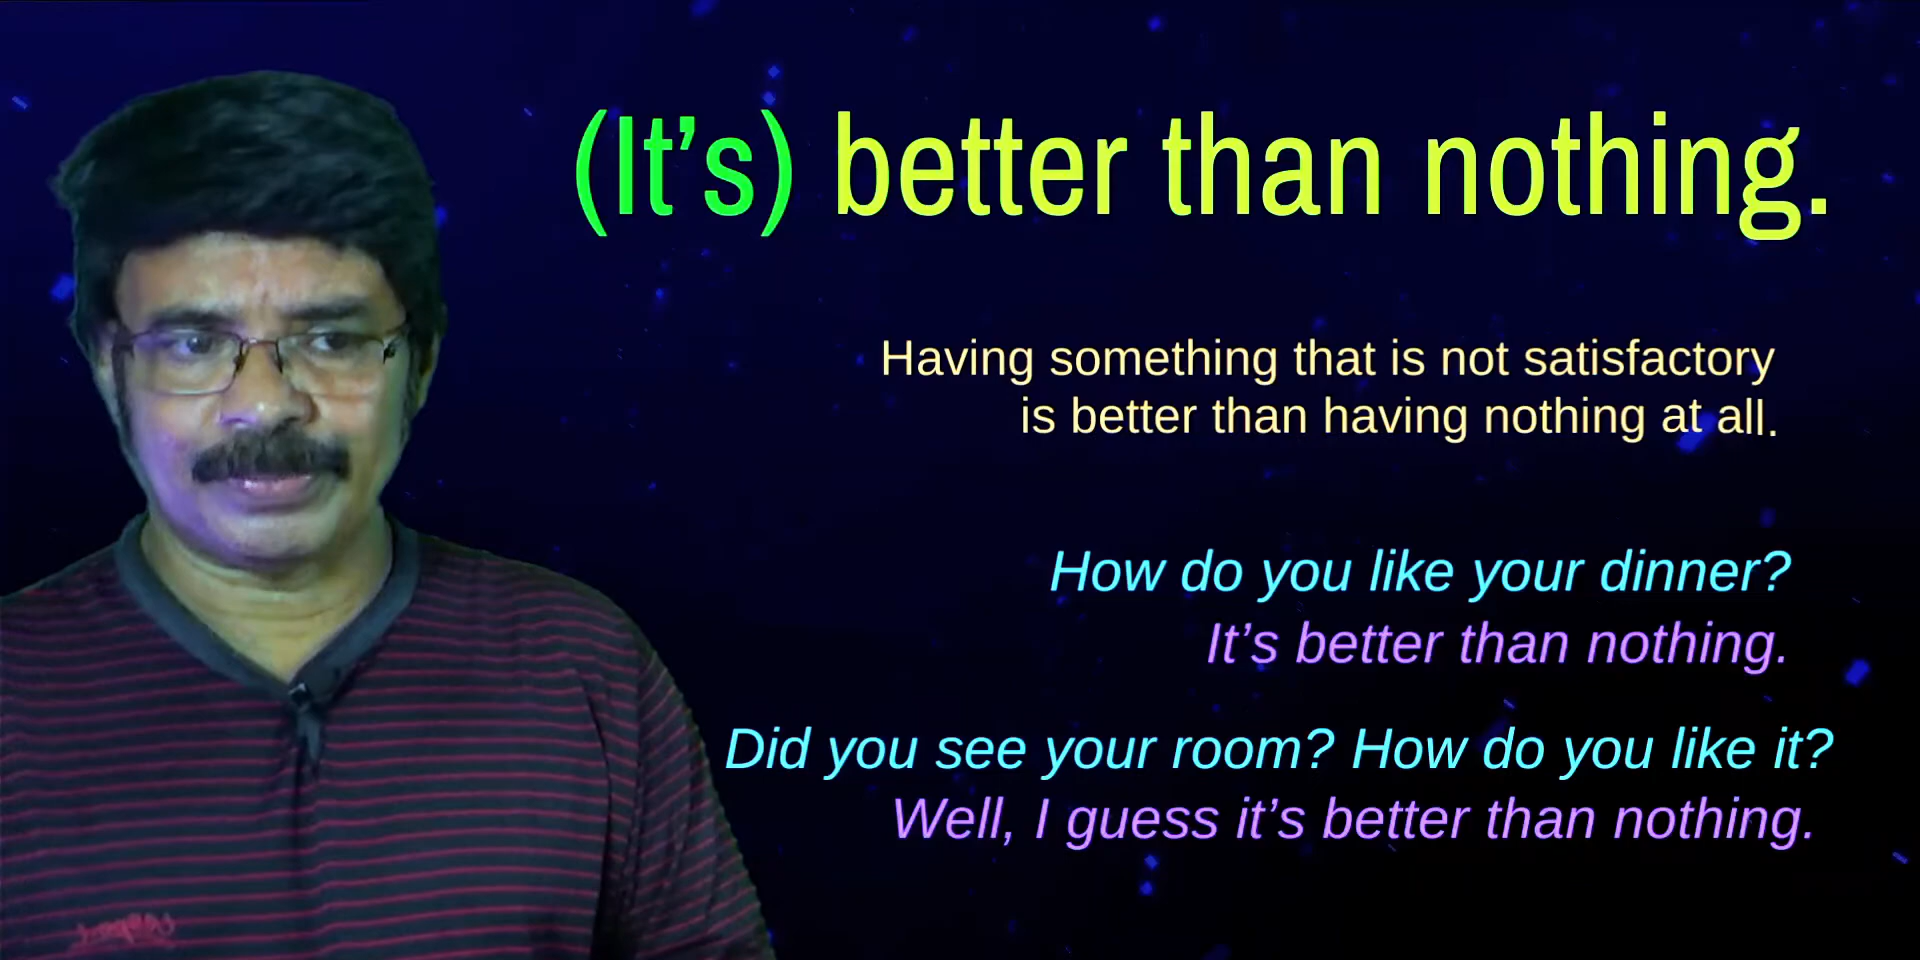 (It’s) better than nothing.
Having something that is not satisfactory
is better than having nothing at all.
How do you like your dinner?
It’s better than nothing.
Did you see your room? How do you like it?
Well, I guess it’s better than nothing.